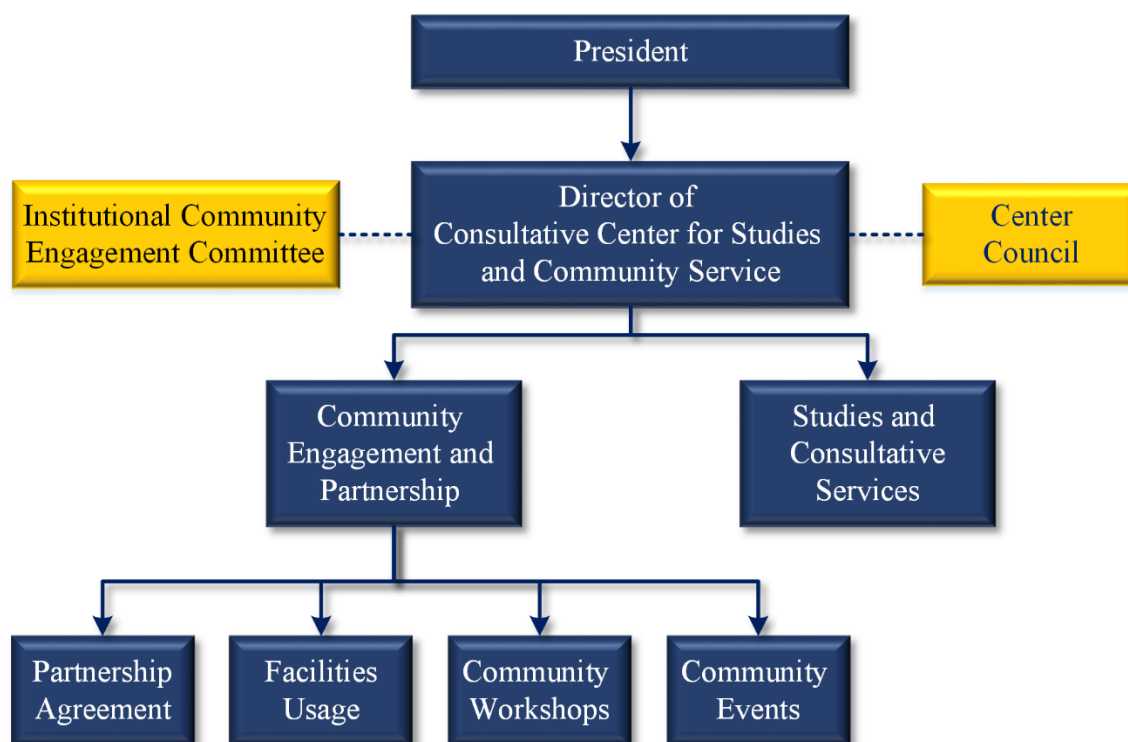 President
Institutional Community
Engagement Committee
Director of
Consultative Center for Studies
and Community Service
Center
Council
Community
Engagement and
Partnership
Studies and
Consultative
Services
Partnership
Agreement
Facilities
Usage
Community
Workshops
Community
Events